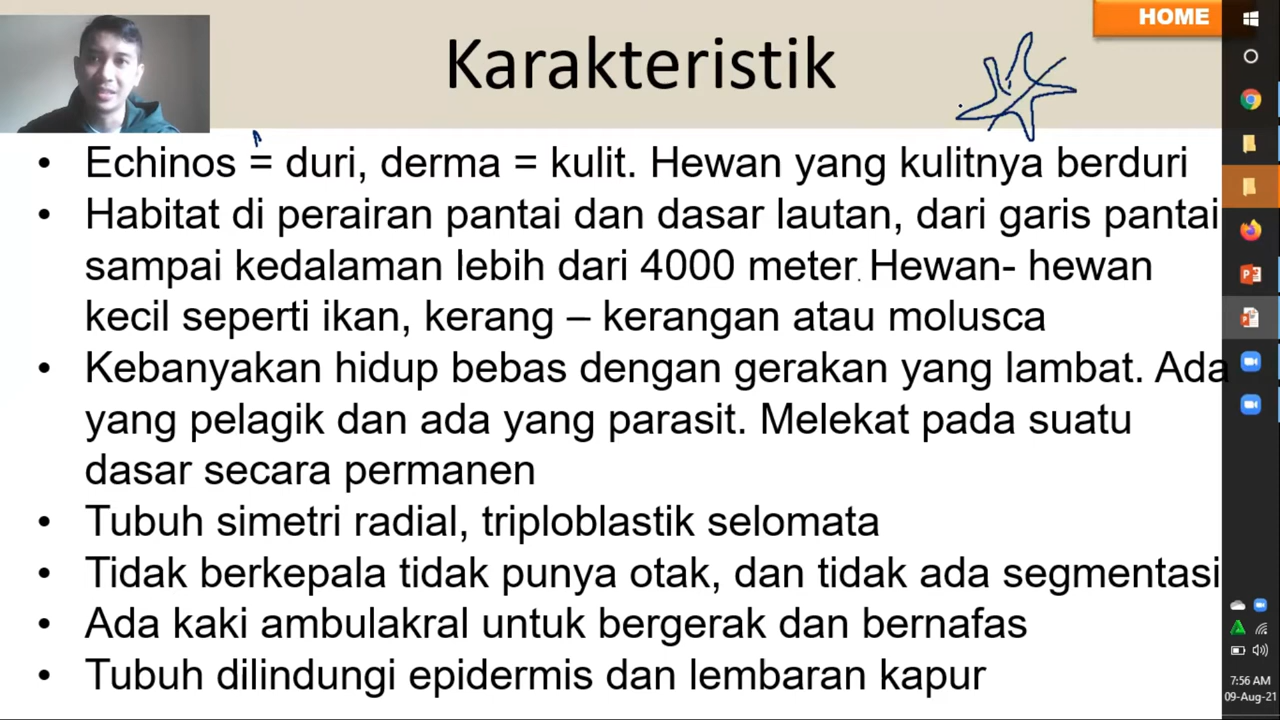 HOME
Karakteristik
• Echinos = duri, derma = kulit. Hewan yang kulitnya berduri
• Habitat di perairan pantai dan dasar lautan, dari garis pantai
sampai kedalaman lebih dari 4000 meter. Hewan- hewan
kecil seperti ikan, kerang – kerangan atau molusca
• Kebanyakan hidup bebas dengan gerakan yang lambat. Ada
yang pelagik dan ada yang parasit. Melekat pada suatu
dasar secara permanen
• Tubuh simetri radial, triploblastik selomata
• Tidak berkepala tidak punya otak, dan tidak ada segmentasi
• Ada kaki ambulakral untuk bergerak dan bernafas
• Tubuh dilindungi epidermis dan lembaran kapur
7:56 AM
09-Aug-21